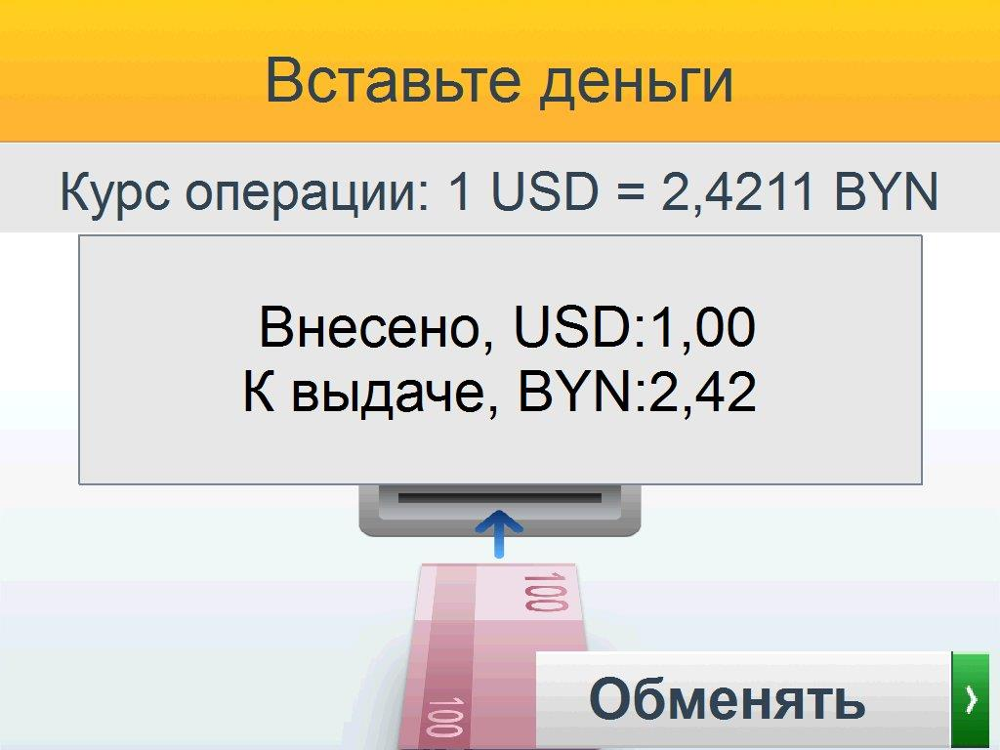 Вставьте деньги
Курс операции: 1 USD = 2,4211 BYN
Внесено, USD:1,00
К выдаче, BYN:2,42
100
100
Обменять